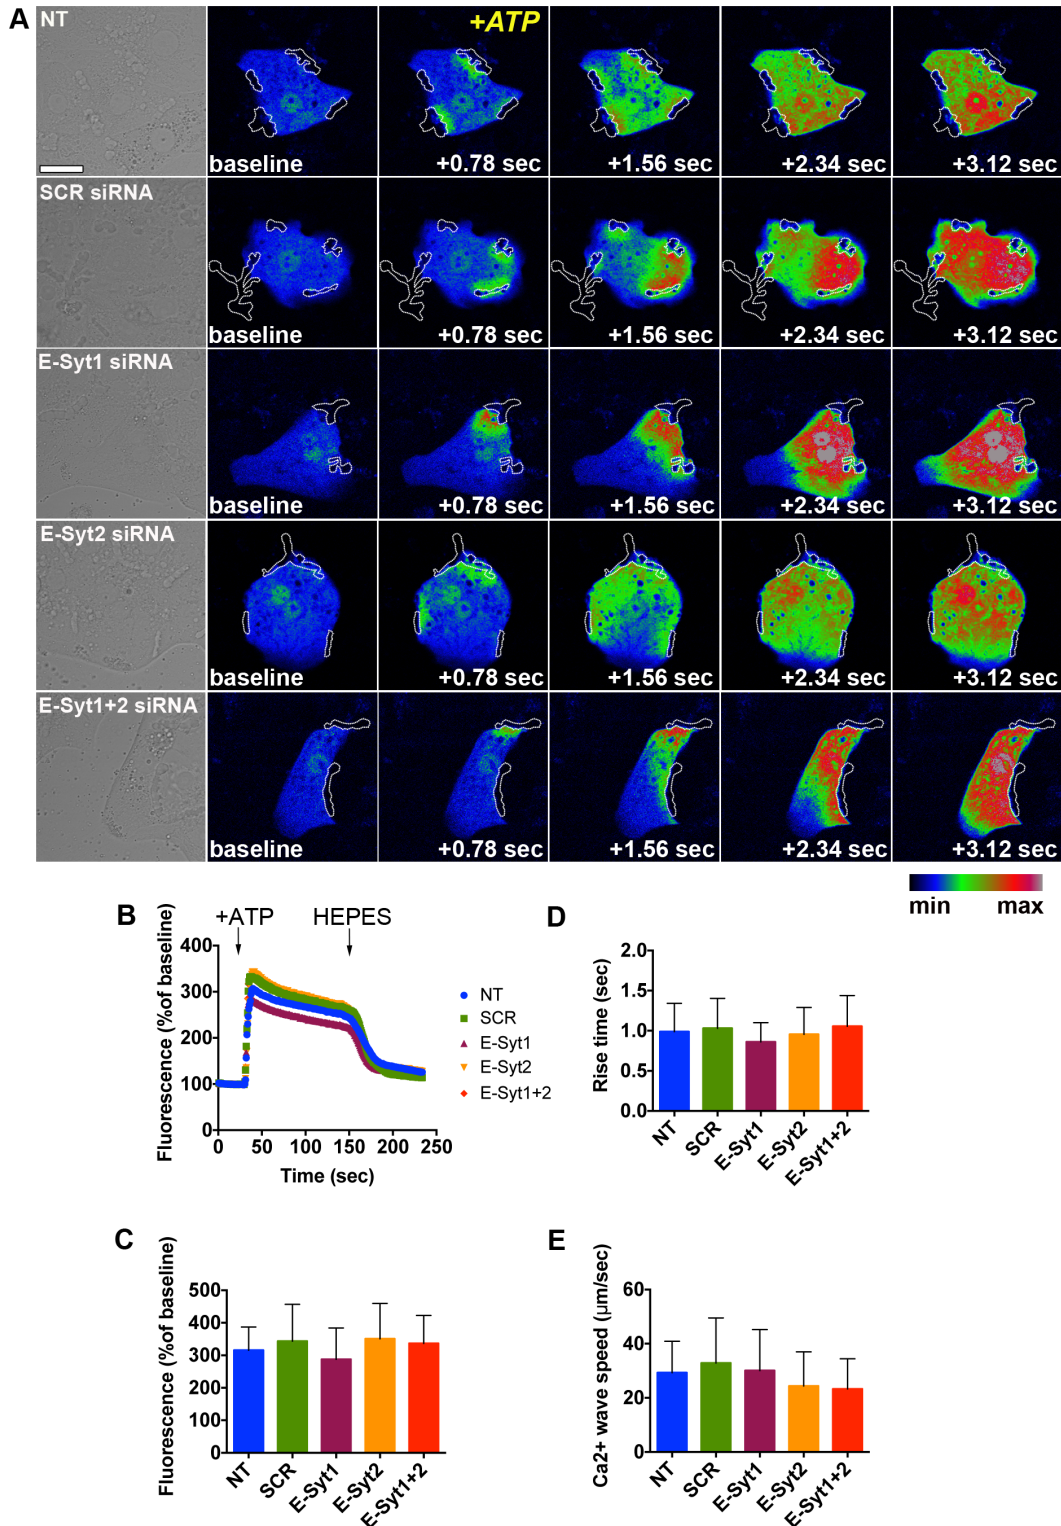 A
NT
+ATP
baseline
+0.78 sec
+1.56 sec
+2.34 sec
+3.12 sec
SCR siRNA
baseline
+0.78 sec
+1.56 sec
+2.34 sec
+3.12 sec
E-Syt1 siRNA
baseline
+0.78 sec
+1.56 sec
+2.34 sec
+3.12 sec
E-Syt2 siRNA
baseline
+0.78 sec
+1.56 sec
+2.34 sec
+3.12 sec
E-Syt1+2 siRNA
baseline
+0.78 sec
+1.56 sec
+2.34 sec
+3.12 sec
min max
B
+ATP HEPES
Fluorescence (%of baseline)
400
300
200
100
0
0 50 100 150 200 250
Time (sec)
NT
SCR
E-Syt1
E-Syt2
E-Syt1+2
D
Rise time (sec)
2.0
1.5
1.0
0.5
0.0
NT
SCR
E-Syt1
E-Syt2
E-Syt1+2
C
Fluorescence (%of baseline)
500
400
300
200
100
0
NT
SCR
E-Syt1
E-Syt2
E-Syt1+2
E
Ca2+ wave speed (µm/sec)
60
40
20
0
NT
SCR
E-Syt1
E-Syt2
E-Syt1+2